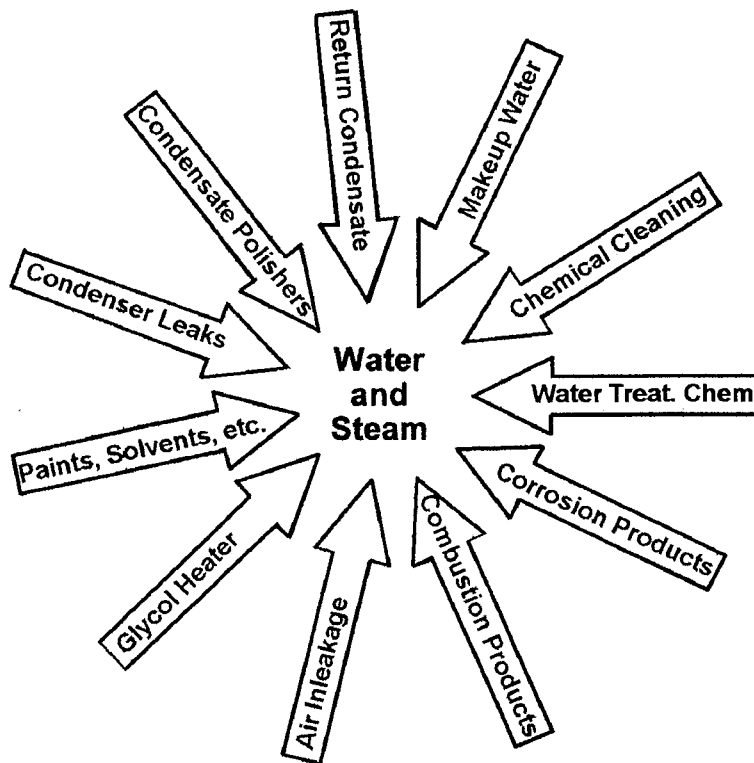 Return Condensate
Makeup Water
Chemical Cleaning
Water Treat. Chem
Corrosion Products
Combustion Products
Air Inleakage
Glycol Heater
Paints, Solvents, etc.
Condenser Leaks
Condensate Polishers
Water
and
Steam